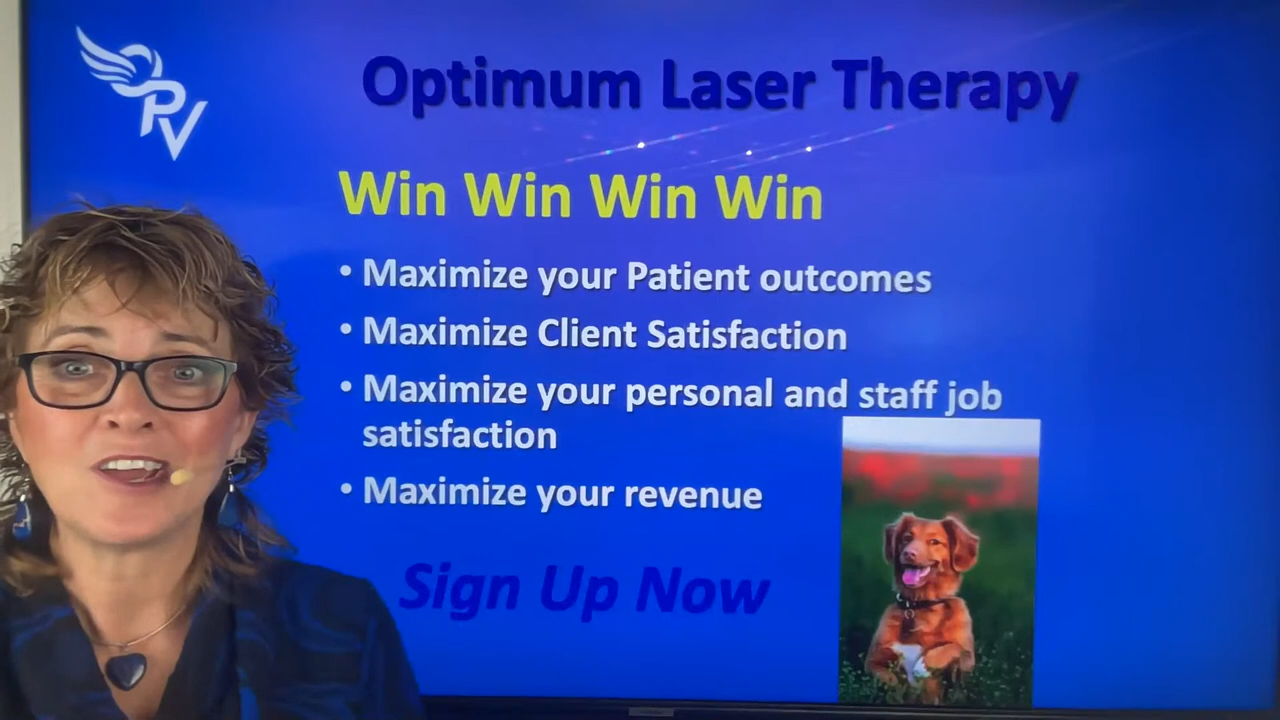 RV
Optimum Laser Therapy
Win Win Win Win
• Maximize your Patient outcomes
• Maximize Client Satisfaction
• Maximize your personal and staff job
satisfaction
• Maximize your revenue
Sign Up Now